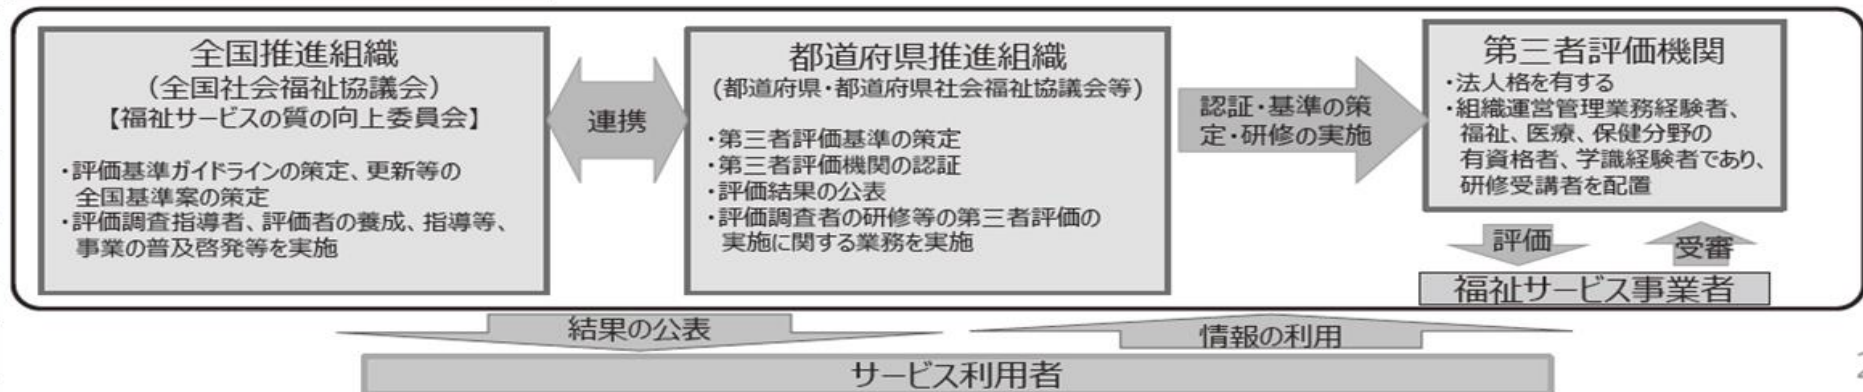 全国推進組織
(全国社会福祉協議会)
【福祉サービスの質の向上委員会】
・評価基準ガイドラインの策定、更新等の
全国基準案の策定
・評価調査指導者、評価者の養成、指導等、
事業の普及啓発等を実施
連携
都道府県推進組織
(都道府県・都道府県社会福祉協議会等)
・第三者評価基準の策定
・第三者評価機関の認証
・評価結果の公表
・評価調査者の研修等の第三者評価の
実施に関する業務を実施
認証・基準の策
定・研修の実施
第三者評価機関
・法人格を有する
・組織運営管理業務経験者、
福祉、医療、保健分野の
有資格者、学識経験者であり、
研修受講者を配置
評価
受審
福祉サービス事業者
結果の公表
情報の利用
サービス利用者